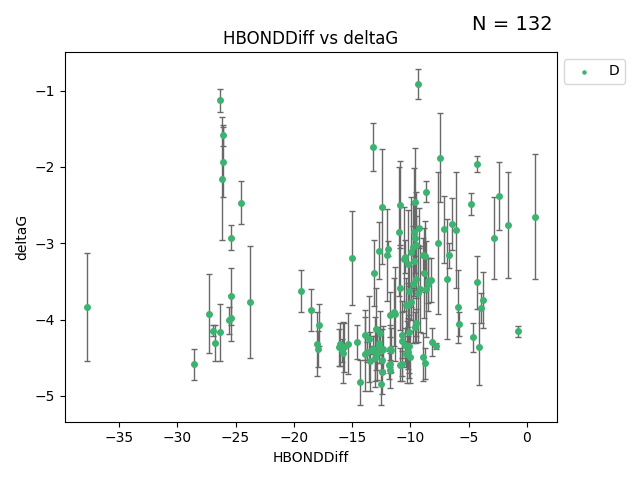 N = 132
HBONDDiff vs deltaG
D
−1
−2
−3
−4
−5
deltaG
−35
−30
−25
−20
−15
−10
−5
0
HBONDDiff